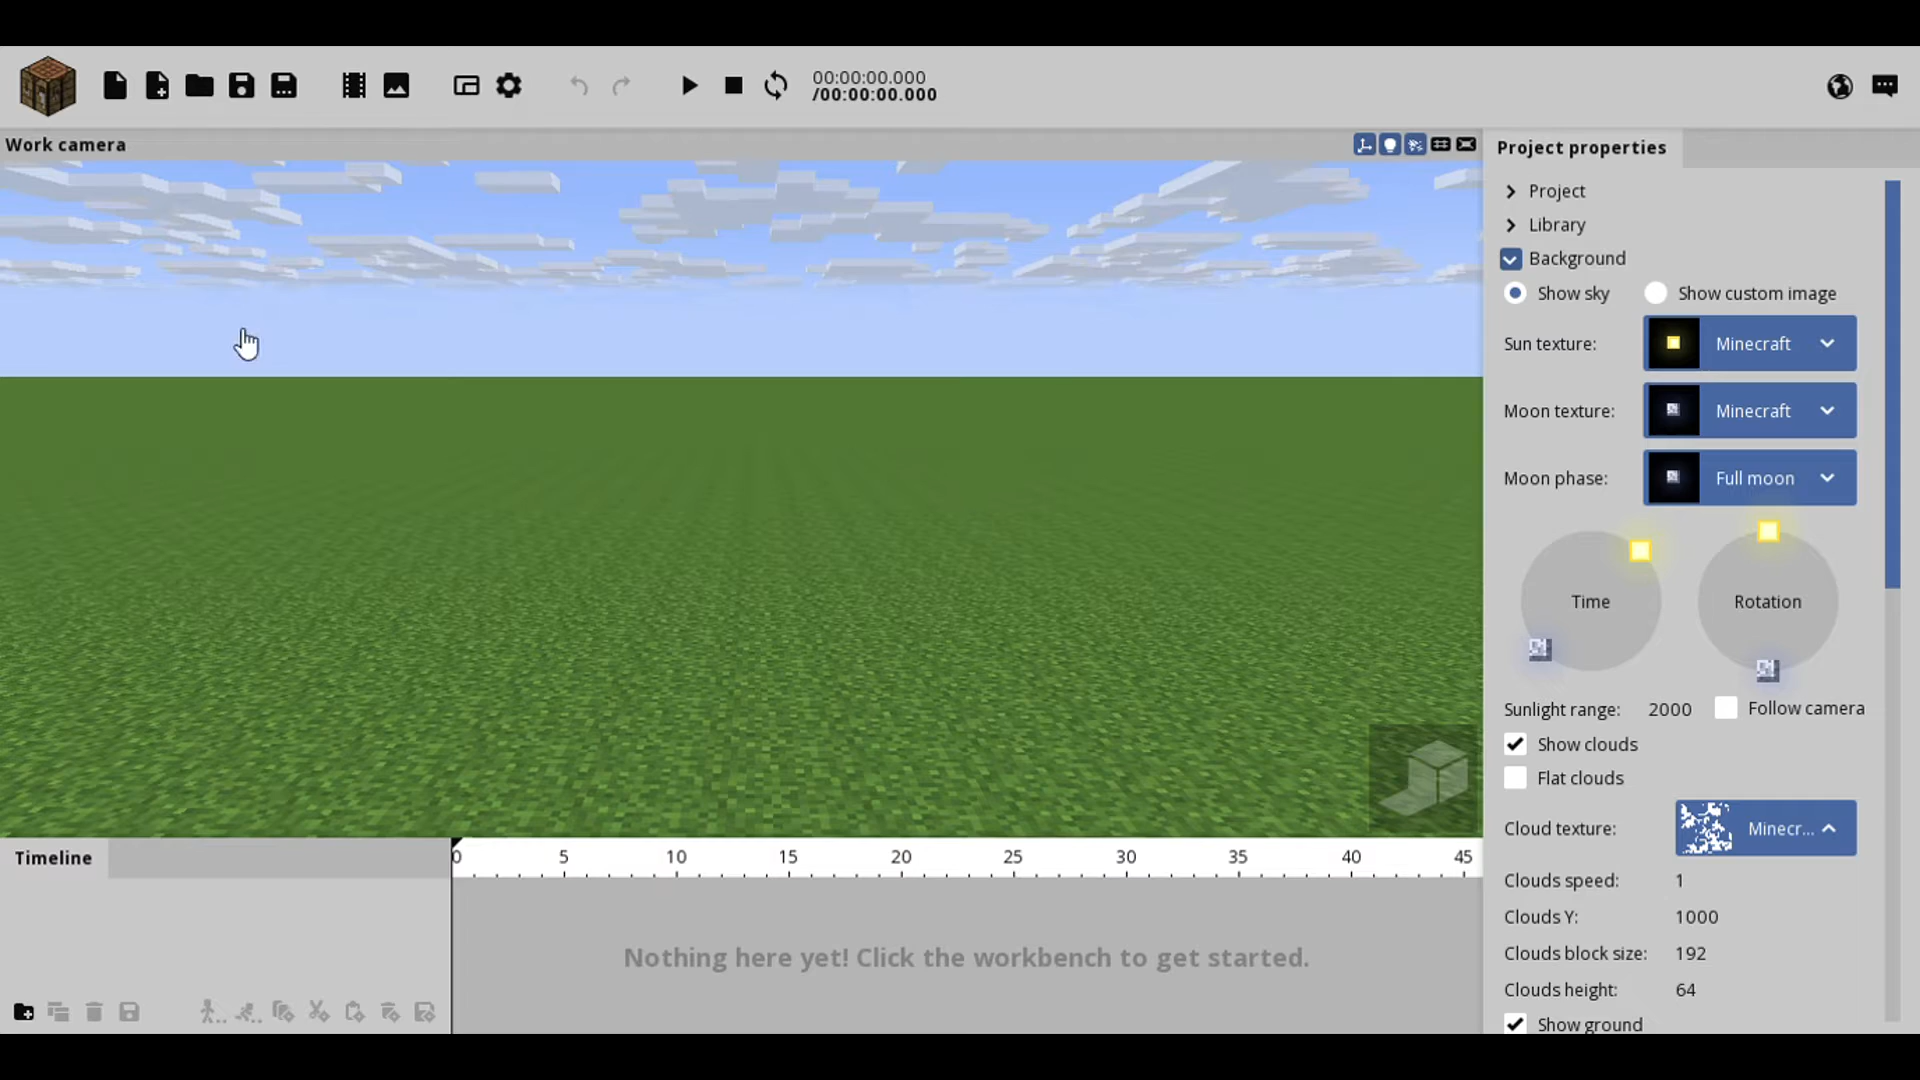 00:00:00.000
/00:00:00.000
Work camera
Project properties
Project
Library
Background
Show sky
Show custom image
Sun texture:
Minecraft
Moon texture:
Minecraft
Moon phase:
Full moon
Time
Rotation
Sunlight range:
2000
Follow camera
Show clouds
Flat clouds
Cloud texture:
Minecr...
Clouds speed:
1
Clouds Y:
1000
Clouds block size:
192
Clouds height:
64
Show ground
Timeline
0 5 10 15 20 25 30 35 40 45
Nothing here yet! Click the workbench to get started.